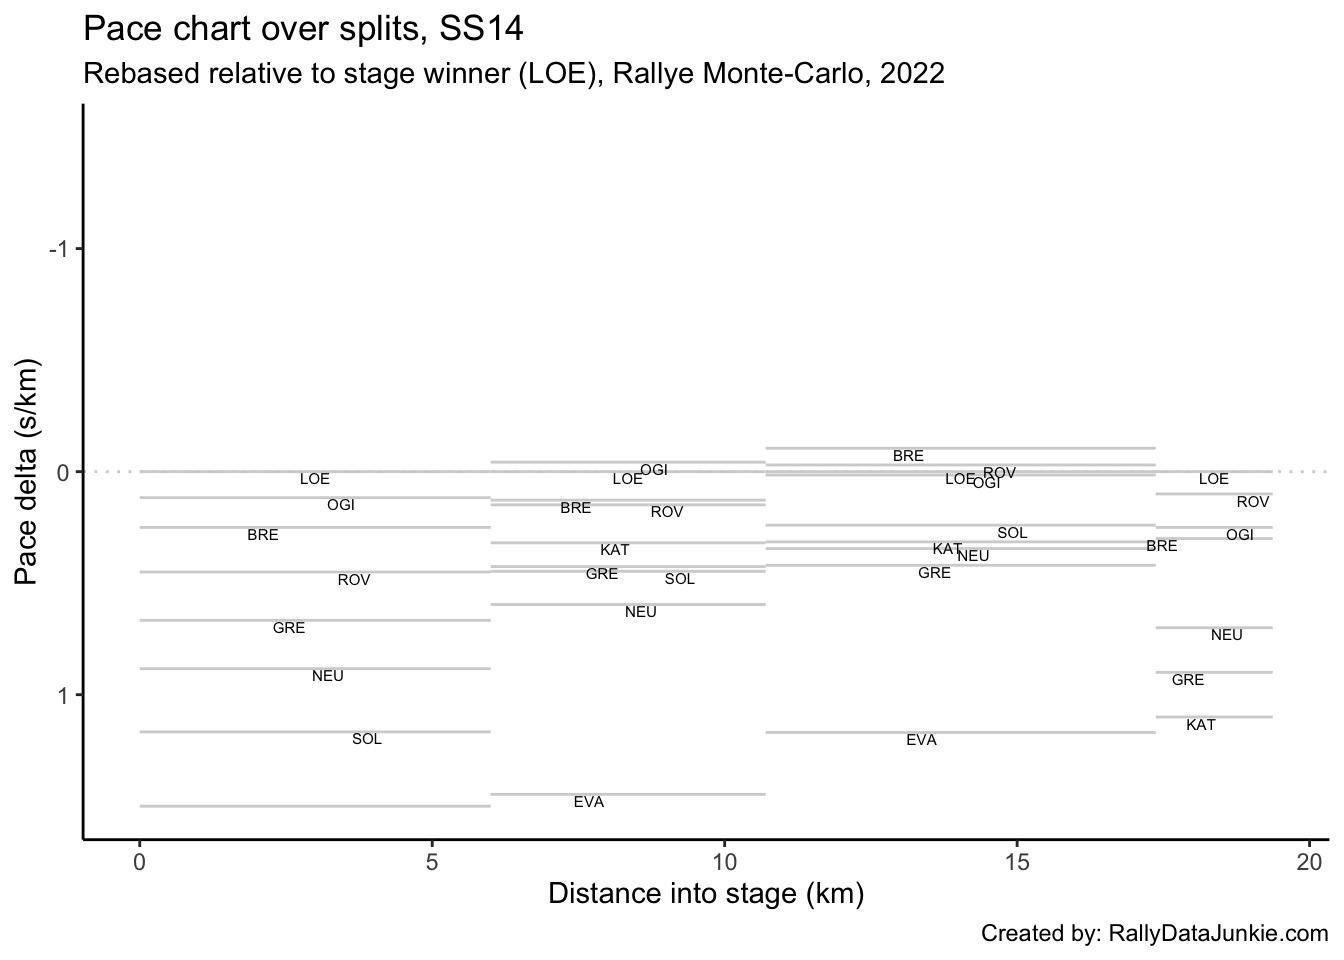 Pace chart over splits, SS14
Rebased relative to stage winner (LOE), Rallye Monte-Carlo, 2022
Pace delta (s/km)
-1
0
1
LOE
OGI
BRE
ROV
GRE
NEU
SOL
OGI
LOE
BRE
ROV
KAT
GRE
SOL
NEU
EVA
BRE
ROV
LOE
OGI
SOL
KAT
NEU
GRE
EVA
LOE
ROV
OGI
BRE
NEU
GRE
KAT
0 5 10 15 20
Distance into stage (km)
Created by: RallyDataJunkie.com